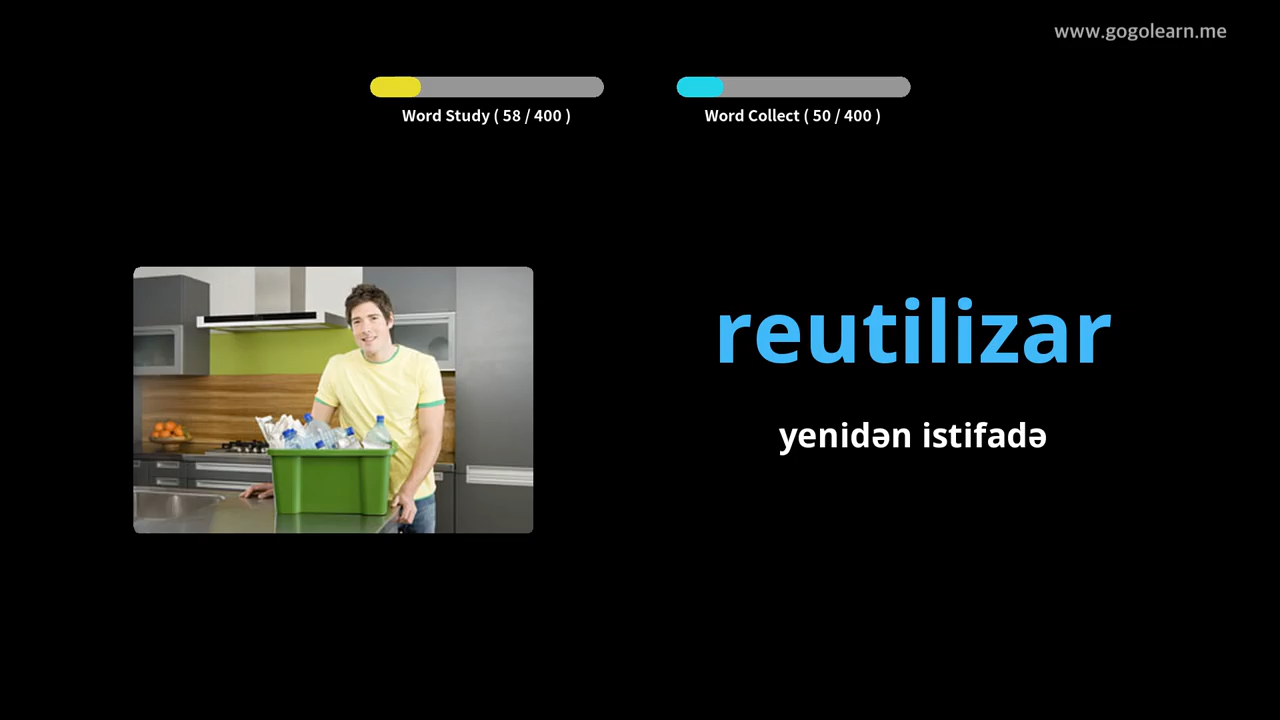 www.gogolearn.me
Word Study ( 58 / 400 )
Word Collect ( 50 / 400 )
reutilizar
yenidən istifadə